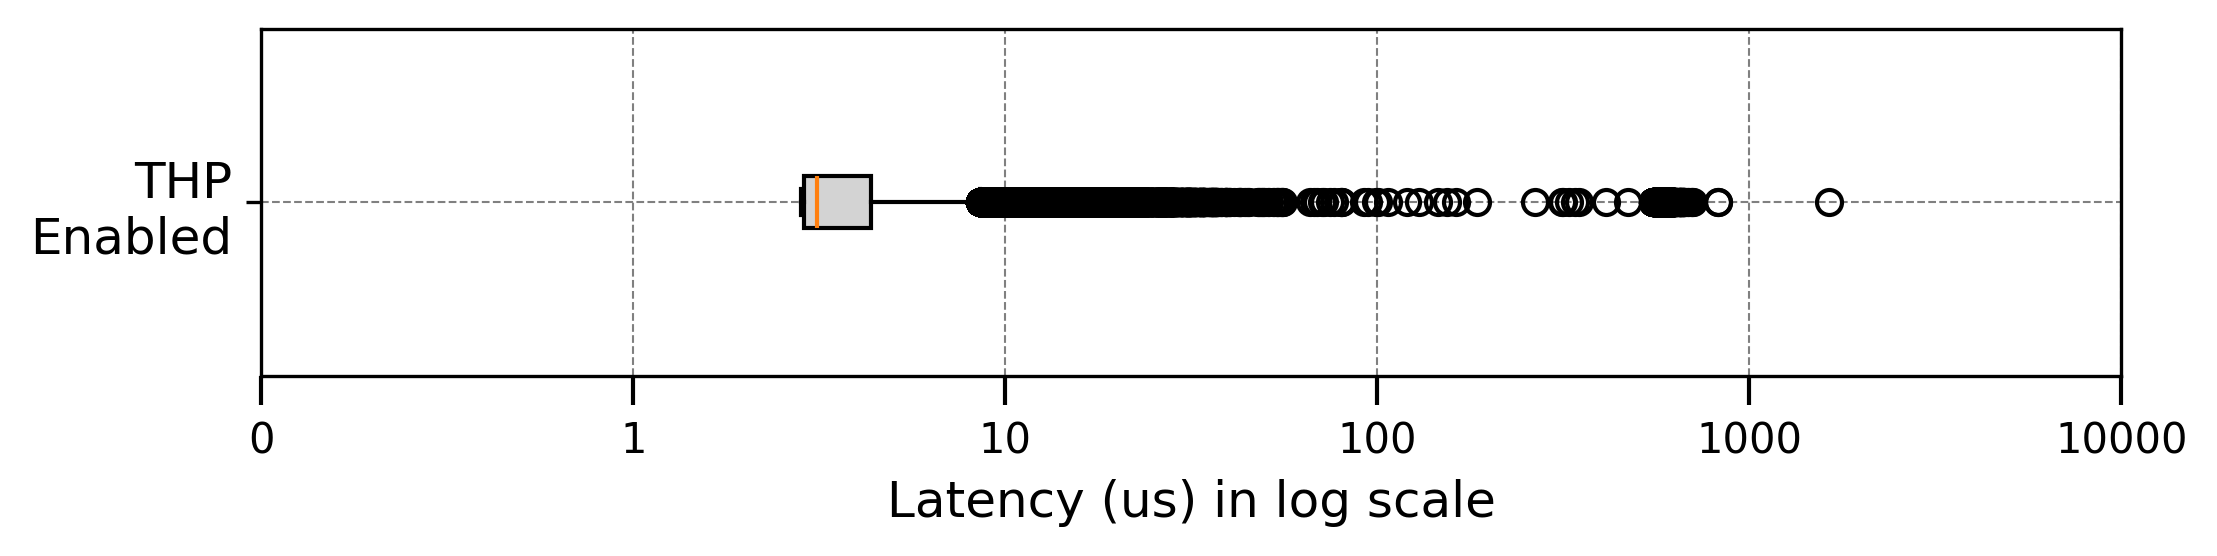 THP
Enabled
0 1 10 100 1000 10000
Latency (us) in log scale